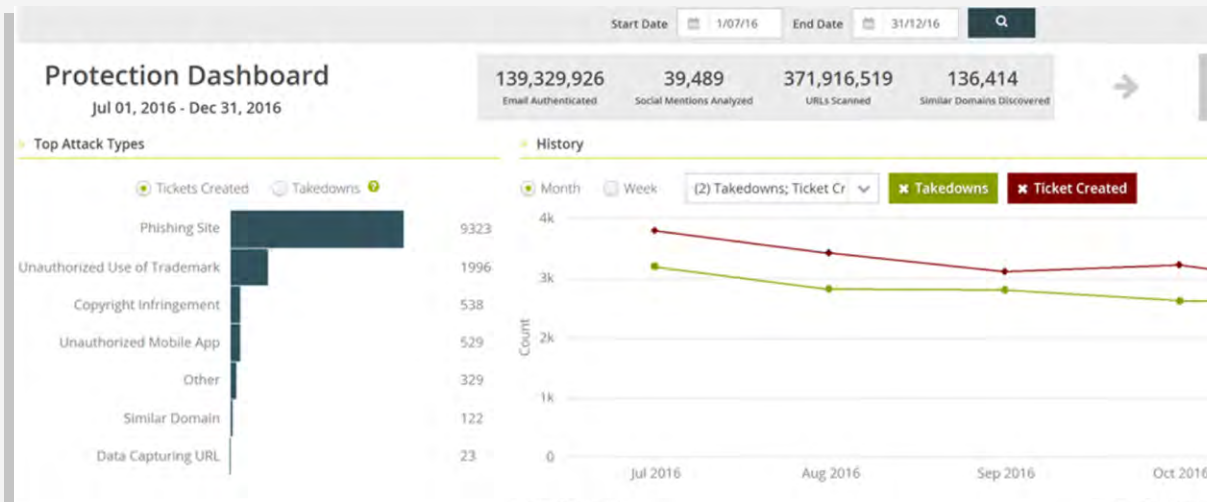 Start Date 1/07/16 End Date 31/12/16
Protection Dashboard
Jul 01, 2016 - Dec 31, 2016
139,329,926
Email Authenticated
39,489
Social Mentions Analyzed
371,916,519
URLs Scanned
136,414
Similar Domains Discovered
Top Attack Types
Tickets Created Takedowns ?
Phishing Site 9323
Unauthorized Use of Trademark 1996
Copyright Infringement 538
Unauthorized Mobile App 529
Other 329
Similar Domain 122
Data Capturing URL 23
History
Month Week (2) Takedowns; Ticket Cr × Takedowns × Ticket Created
4k
3k
2k
1k
0
Count
Jul 2016 Aug 2016 Sep 2016 Oct 2016